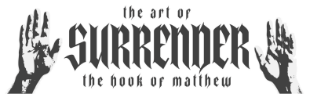 the art of
SURRENDER
the book of matthew